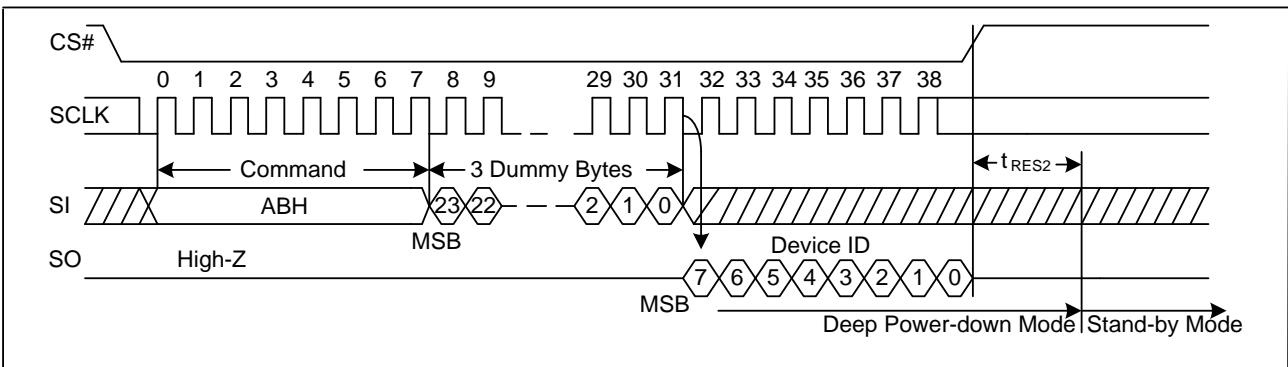 CS#
0 1 2 3 4 5 6 7 8 9 29 30 31 32 33 34 35 36 37 38
SCLK
Command 3 Dummy Bytes tRES2
SI ABH 23 22 2 1 0
MSB
SO High-Z Device ID
7 6 5 4 3 2 1 0
MSB
Deep Power-down Mode Stand-by Mode